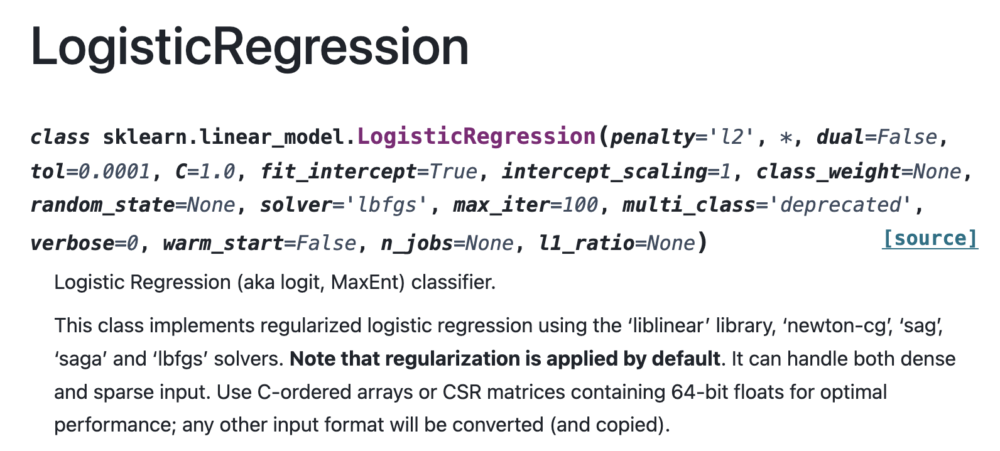 LogisticRegression
class sklearn.linear_model.LogisticRegression(penalty='l2', *, dual=False,
tol=0.0001, C=1.0, fit_intercept=True, intercept_scaling=1, class_weight=None,
random_state=None, solver='lbfgs', max_iter=100, multi_class='deprecated',
verbose=0, warm_start=False, n_jobs=None, l1_ratio=None) [source]
Logistic Regression (aka logit, MaxEnt) classifier.
This class implements regularized logistic regression using the ‘liblinear’ library, ‘newton-cg’, ‘sag’,
‘saga’ and ‘lbfgs’ solvers. Note that regularization is applied by default. It can handle both dense
and sparse input. Use C-ordered arrays or CSR matrices containing 64-bit floats for optimal
performance; any other input format will be converted (and copied).